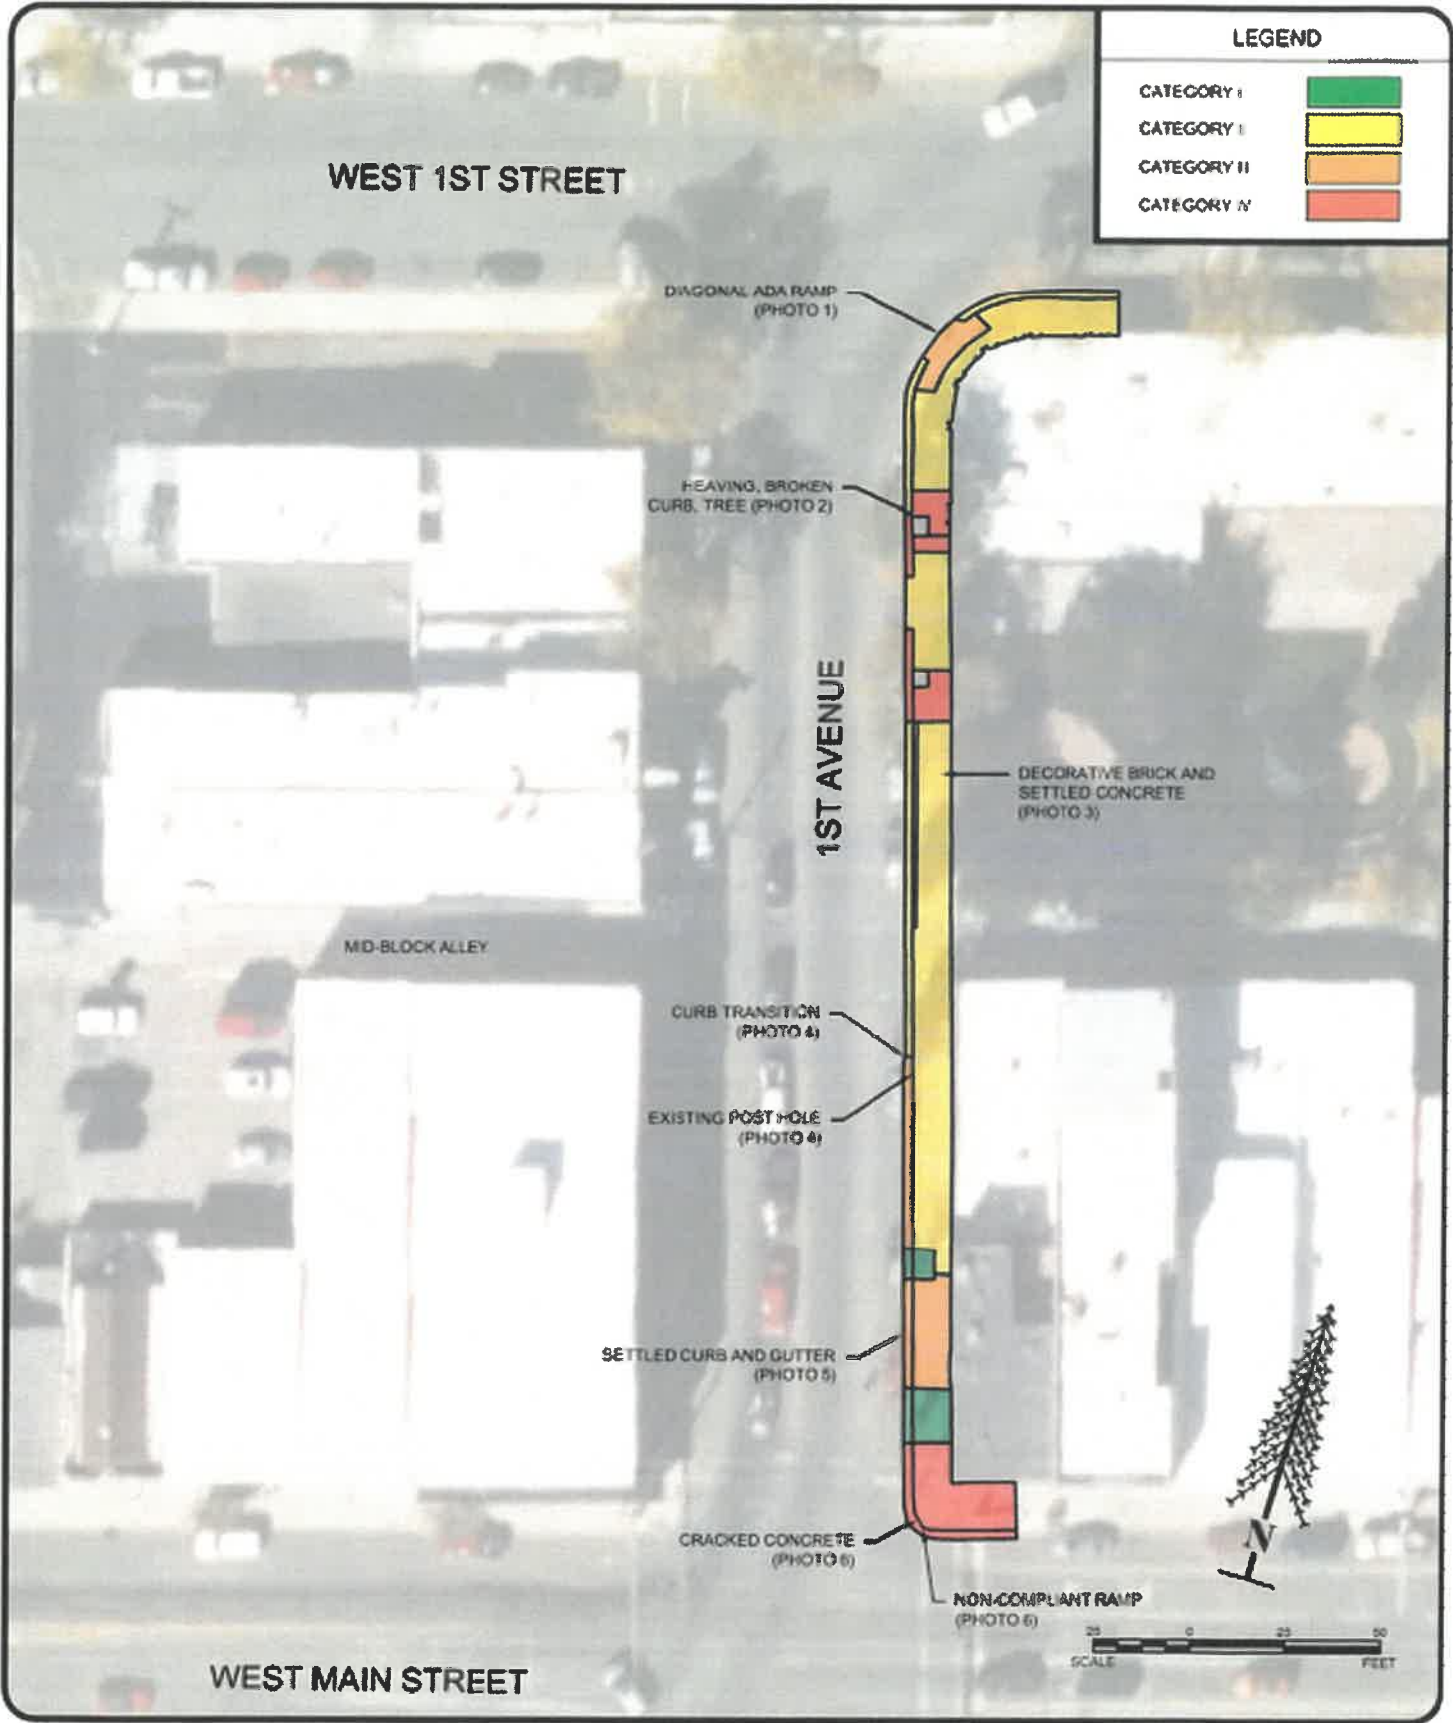 LEGEND
CATEGORY I
CATEGORY I
CATEGORY II
CATEGORY IV
WEST 1ST STREET
DIAGONAL ADA RAMP
(PHOTO 1)
HEAVING, BROKEN
CURB, TREE (PHOTO 2)
1ST AVENUE
DECORATIVE BRICK AND
SETTLED CONCRETE
(PHOTO 3)
MID-BLOCK ALLEY
CURB TRANSITION
(PHOTO 4)
EXISTING POST HOLE
(PHOTO 4)
SETTLED CURB AND GUTTER
(PHOTO 5)
CRACKED CONCRETE
(PHOTO 6)
NON-COMPLIANT RAMP
(PHOTO 6)
N
25 0 25 50
SCALE FEET
WEST MAIN STREET